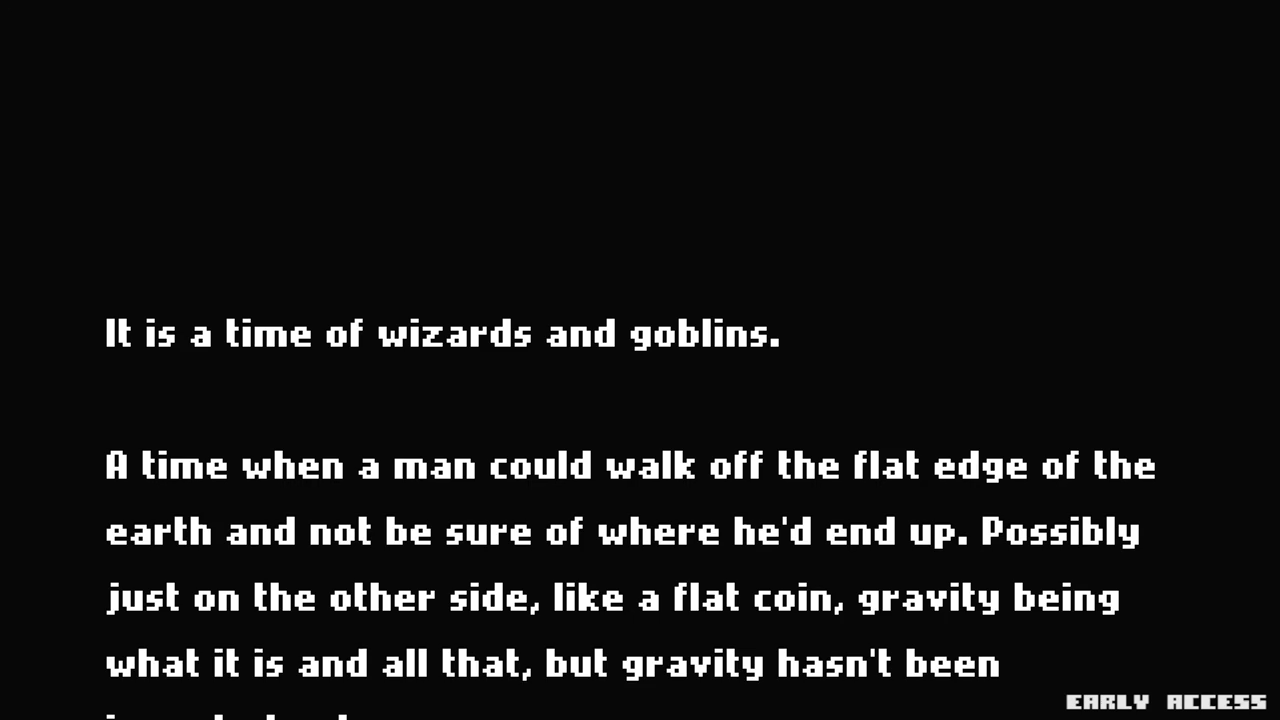 It is a time of wizards and goblins.
A time when a man could walk off the flat edge of the
earth and not be sure of where he'd end up. Possibly
just on the other side, like a flat coin, gravity being
what it is and all that, but gravity hasn't been
EARLY ACCESS